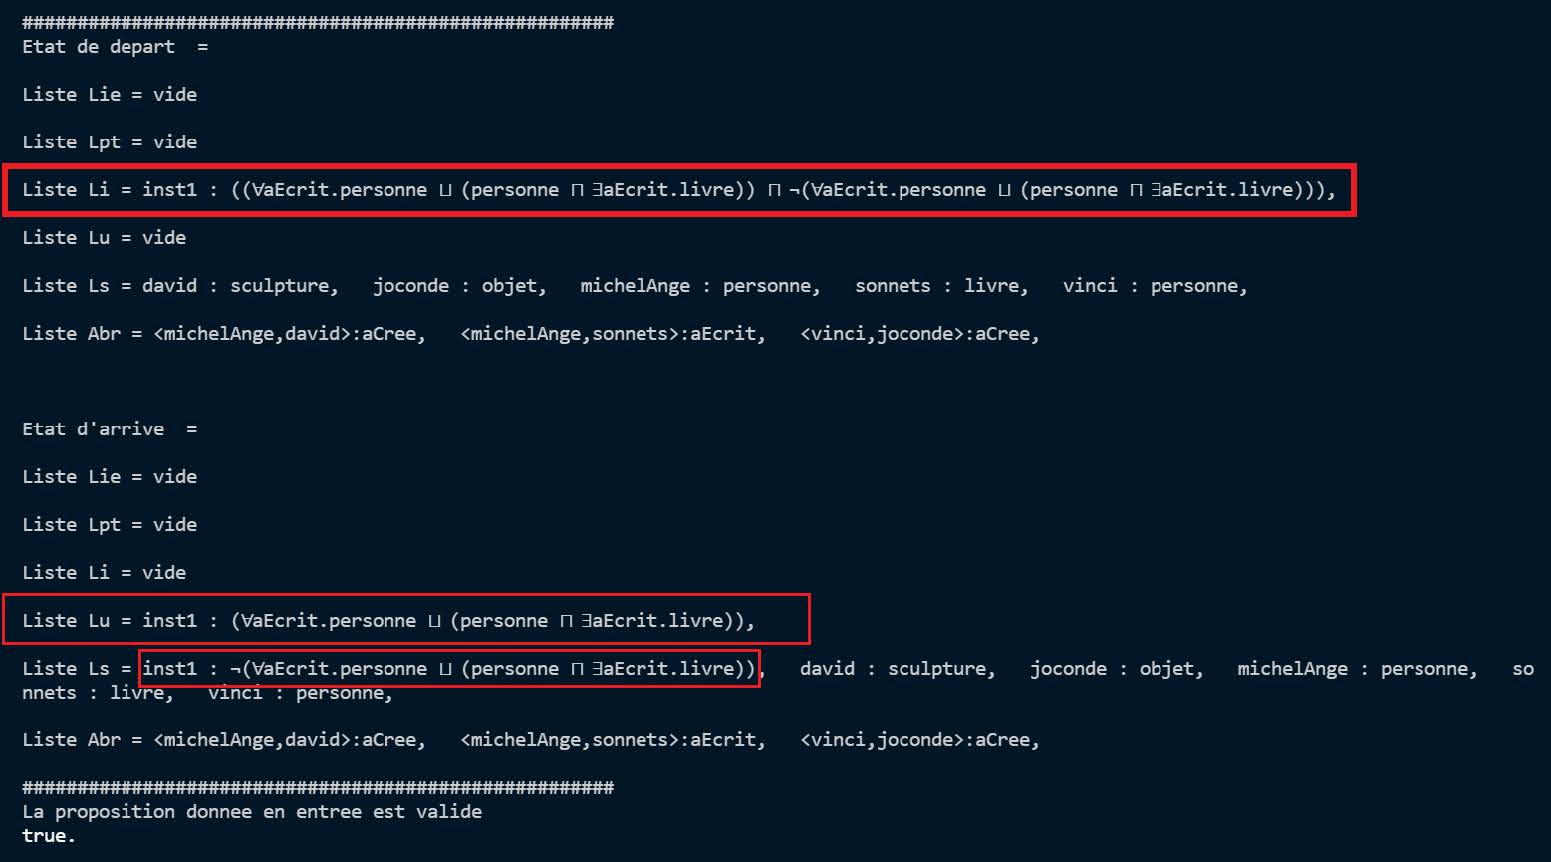 ######################################################
Etat de depart  =
Liste Lie = vide
Liste Lpt = vide
Liste Li = inst1 : ((∀aEcrit.personne ⊔ (personne ⊓ ∃aEcrit.livre)) ⊓ ¬(∀aEcrit.personne ⊔ (personne ⊓ ∃aEcrit.livre))),
Liste Lu = vide
Liste Ls = david : sculpture,   joconde : objet,   michelAnge : personne,   sonnets : livre,   vinci : personne,
Liste Abr = <michelAnge,david>:aCree,   <michelAnge,sonnets>:aEcrit,   <vinci,joconde>:aCree,
Etat d'arrive  =
Liste Lie = vide
Liste Lpt = vide
Liste Li = vide
Liste Lu = inst1 : (∀aEcrit.personne ⊔ (personne ⊓ ∃aEcrit.livre)),
Liste Ls = inst1 : ¬(∀aEcrit.personne ⊔ (personne ⊓ ∃aEcrit.livre)),   david : sculpture,   joconde : objet,   michelAnge : personne,   so
nnets : livre,   vinci : personne,
Liste Abr = <michelAnge,david>:aCree,   <michelAnge,sonnets>:aEcrit,   <vinci,joconde>:aCree,
######################################################
La proposition donnee en entree est valide
true.